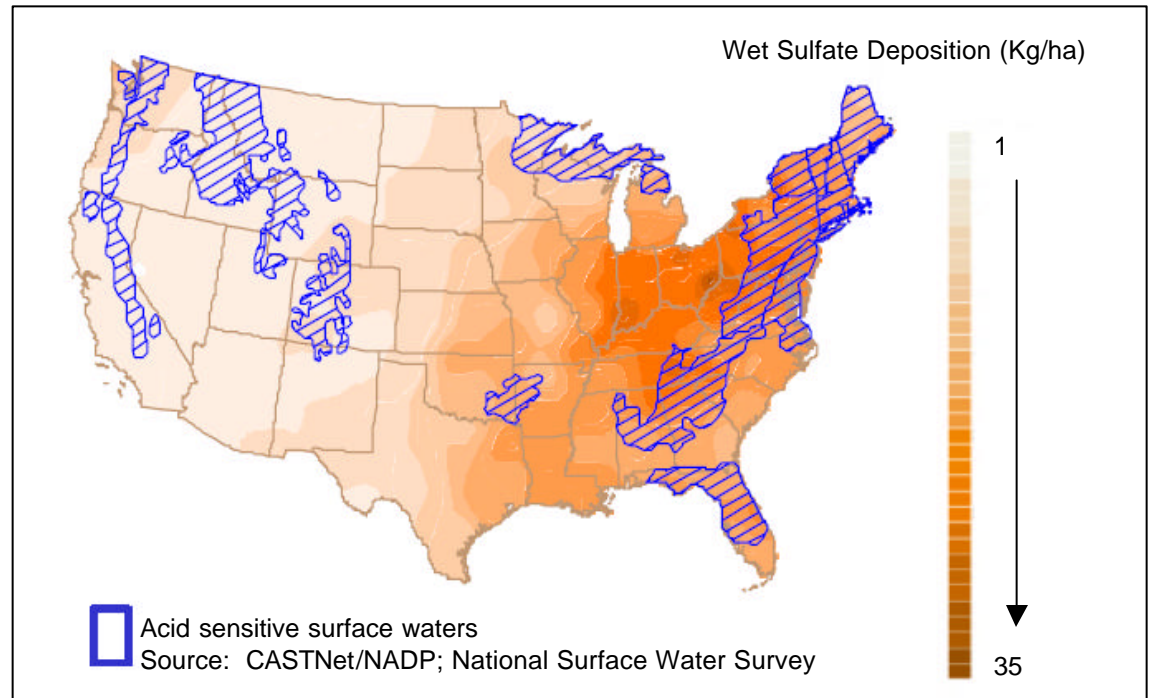 Wet Sulfate Deposition (Kg/ha)
1
35
Acid sensitive surface waters
Source: CASTNet/NADP; National Surface Water Survey